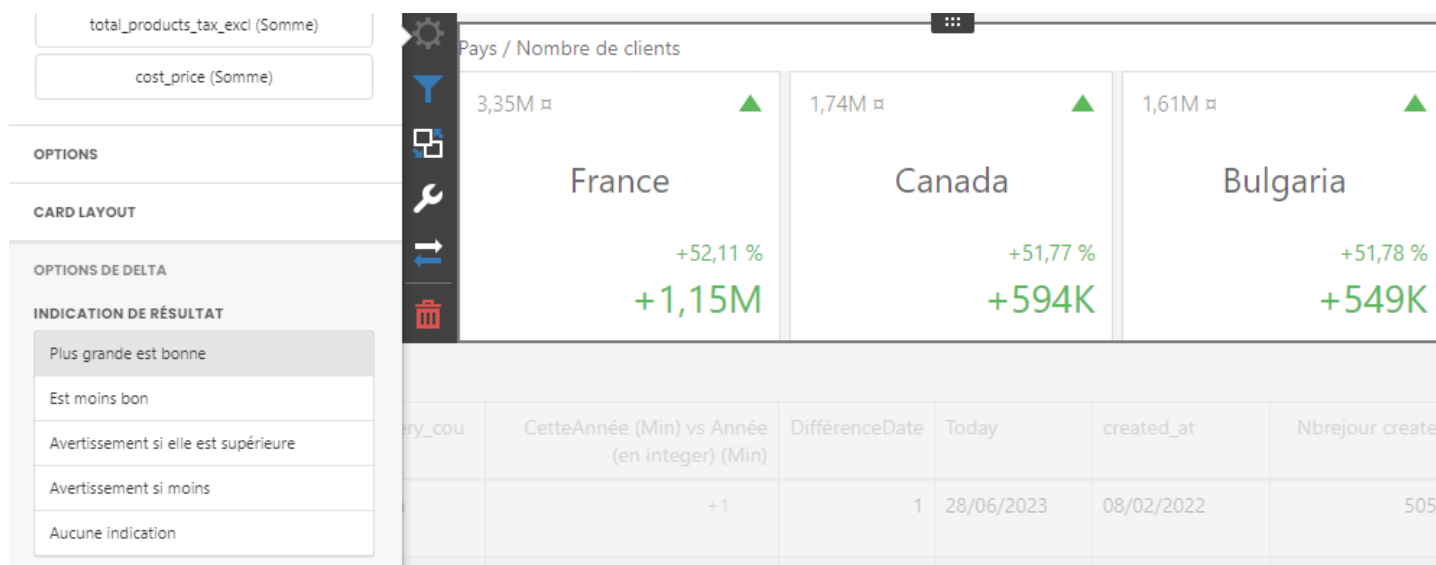 total_products_tax_excl (Somme)
cost_price (Somme)
OPTIONS
CARD LAYOUT
OPTIONS DE DELTA
INDICATION DE RÉSULTAT
Plus grande est bonne
Est moins bon
Avertissement si elle est supérieure
Avertissement si moins
Aucune indication
Pays / Nombre de clients
3,35M ¤
France
+52,11 %
+1,15M
1,74M ¤
Canada
+51,77 %
+594K
1,61M ¤
Bulgaria
+51,78 %
+549K
ery_cou CetteAnnée (Min) vs Année DifférenceDate Today created_at Nbrejour create
(en integer) (Min)
+1 1 28/06/2023 08/02/2022 505